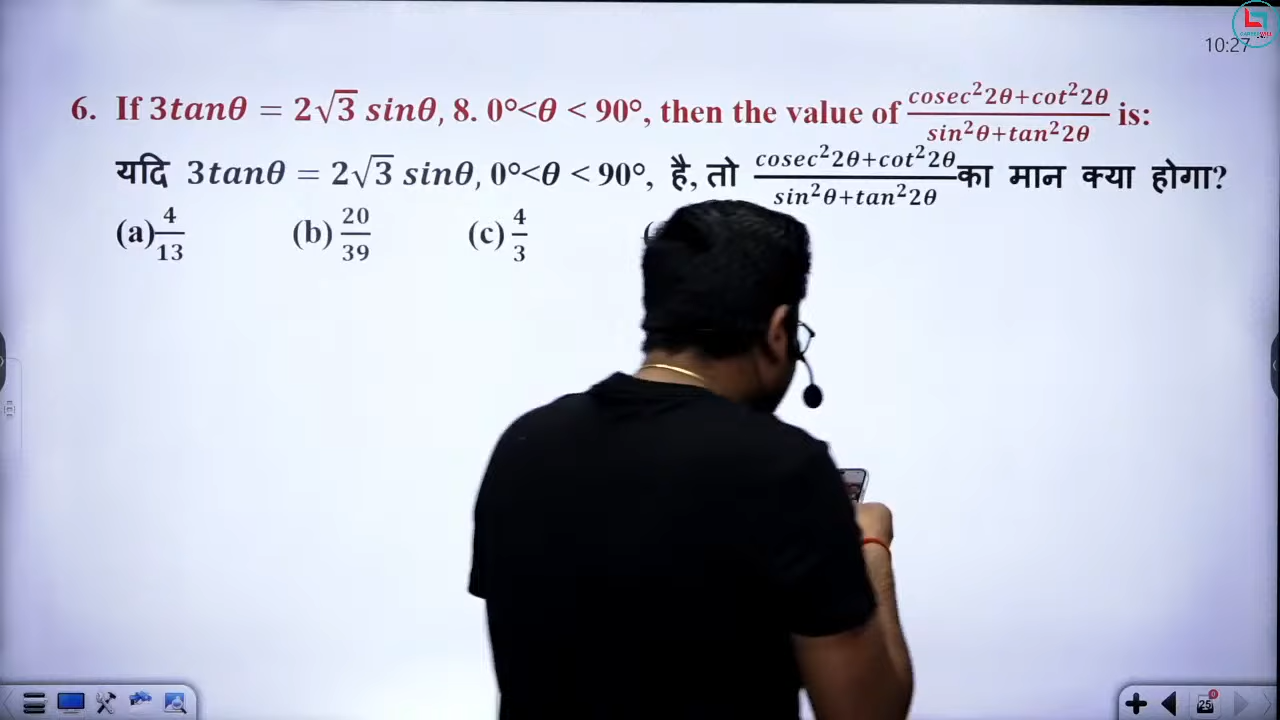 10:27
6. If 3tanθ = 2√3 sinθ, 8. 0°<θ < 90°, then the value of (cosec²2θ+cot²2θ)/(sin²θ+tan²2θ) is:
यदि 3tanθ = 2√3 sinθ, 0°<θ < 90°, है, तो (cosec²2θ+cot²2θ)/(sin²θ+tan²2θ) का मान क्या होगा?
(a) 4/13 (b) 20/39 (c) 4/3
25